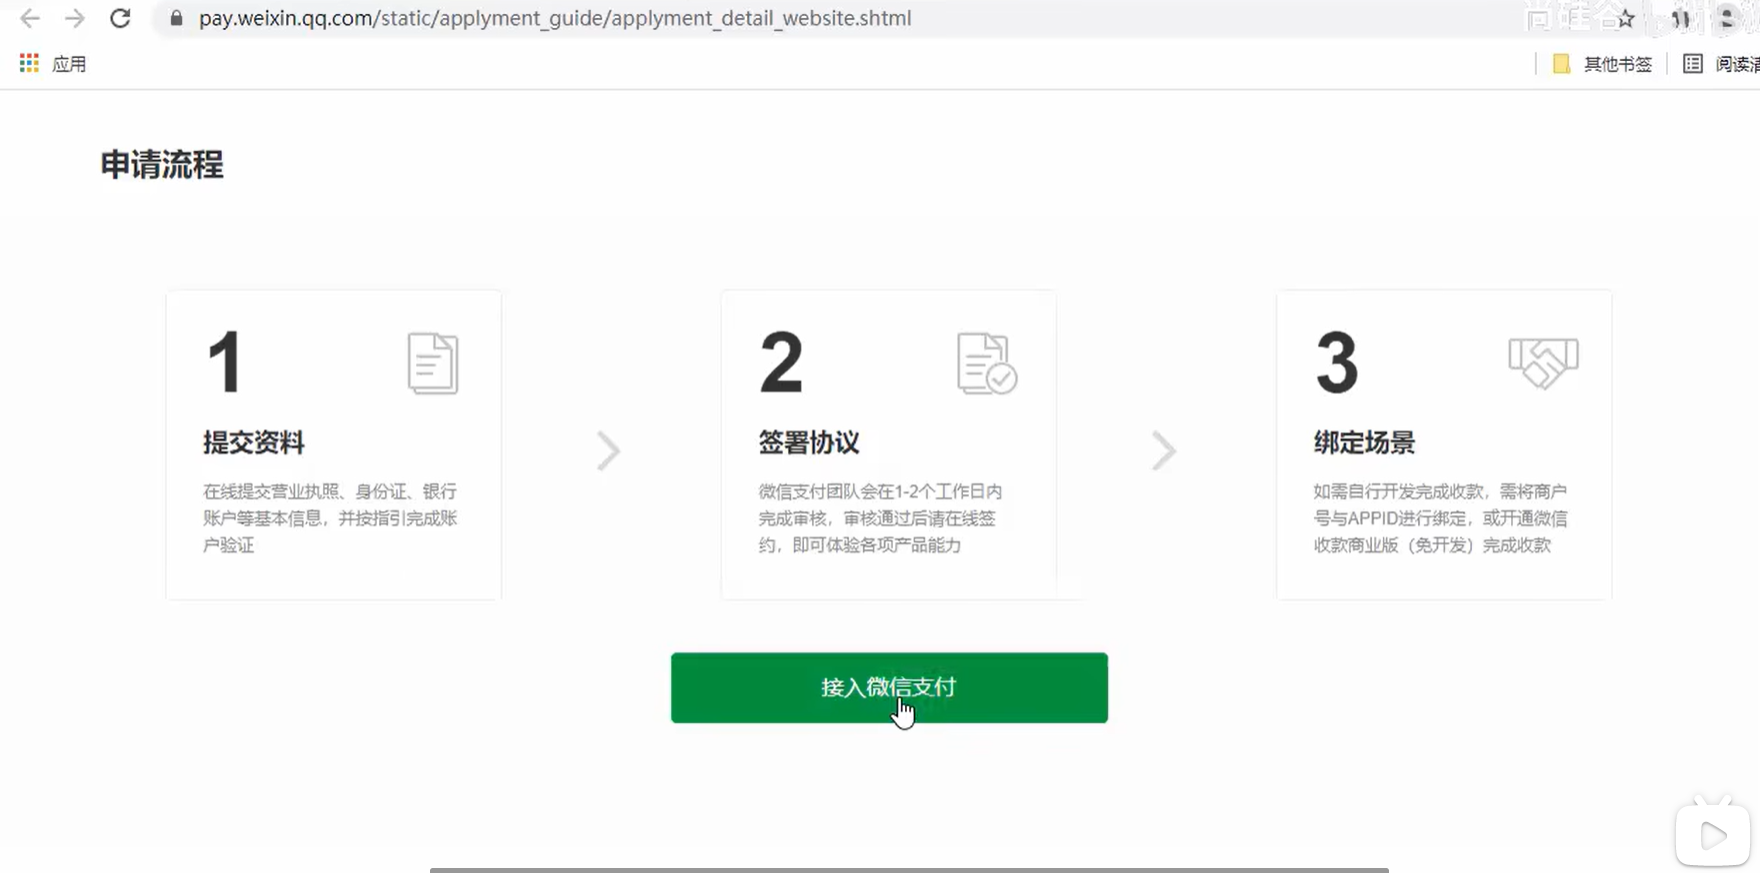 pay.weixin.qq.com/static/applyment_guide/applyment_detail_website.shtml
尚硅谷
应用
其他书签
阅读清
申请流程
1
提交资料
在线提交营业执照、身份证、银行
账户等基本信息，并按指引完成账
户验证
2
签署协议
微信支付团队会在1-2个工作日内
完成审核，审核通过后请在线签
约，即可体验各项产品能力
3
绑定场景
如需自行开发完成收款，需将商户
号与APPID进行绑定，或开通微信
收款商业版（免开发）完成收款
接入微信支付